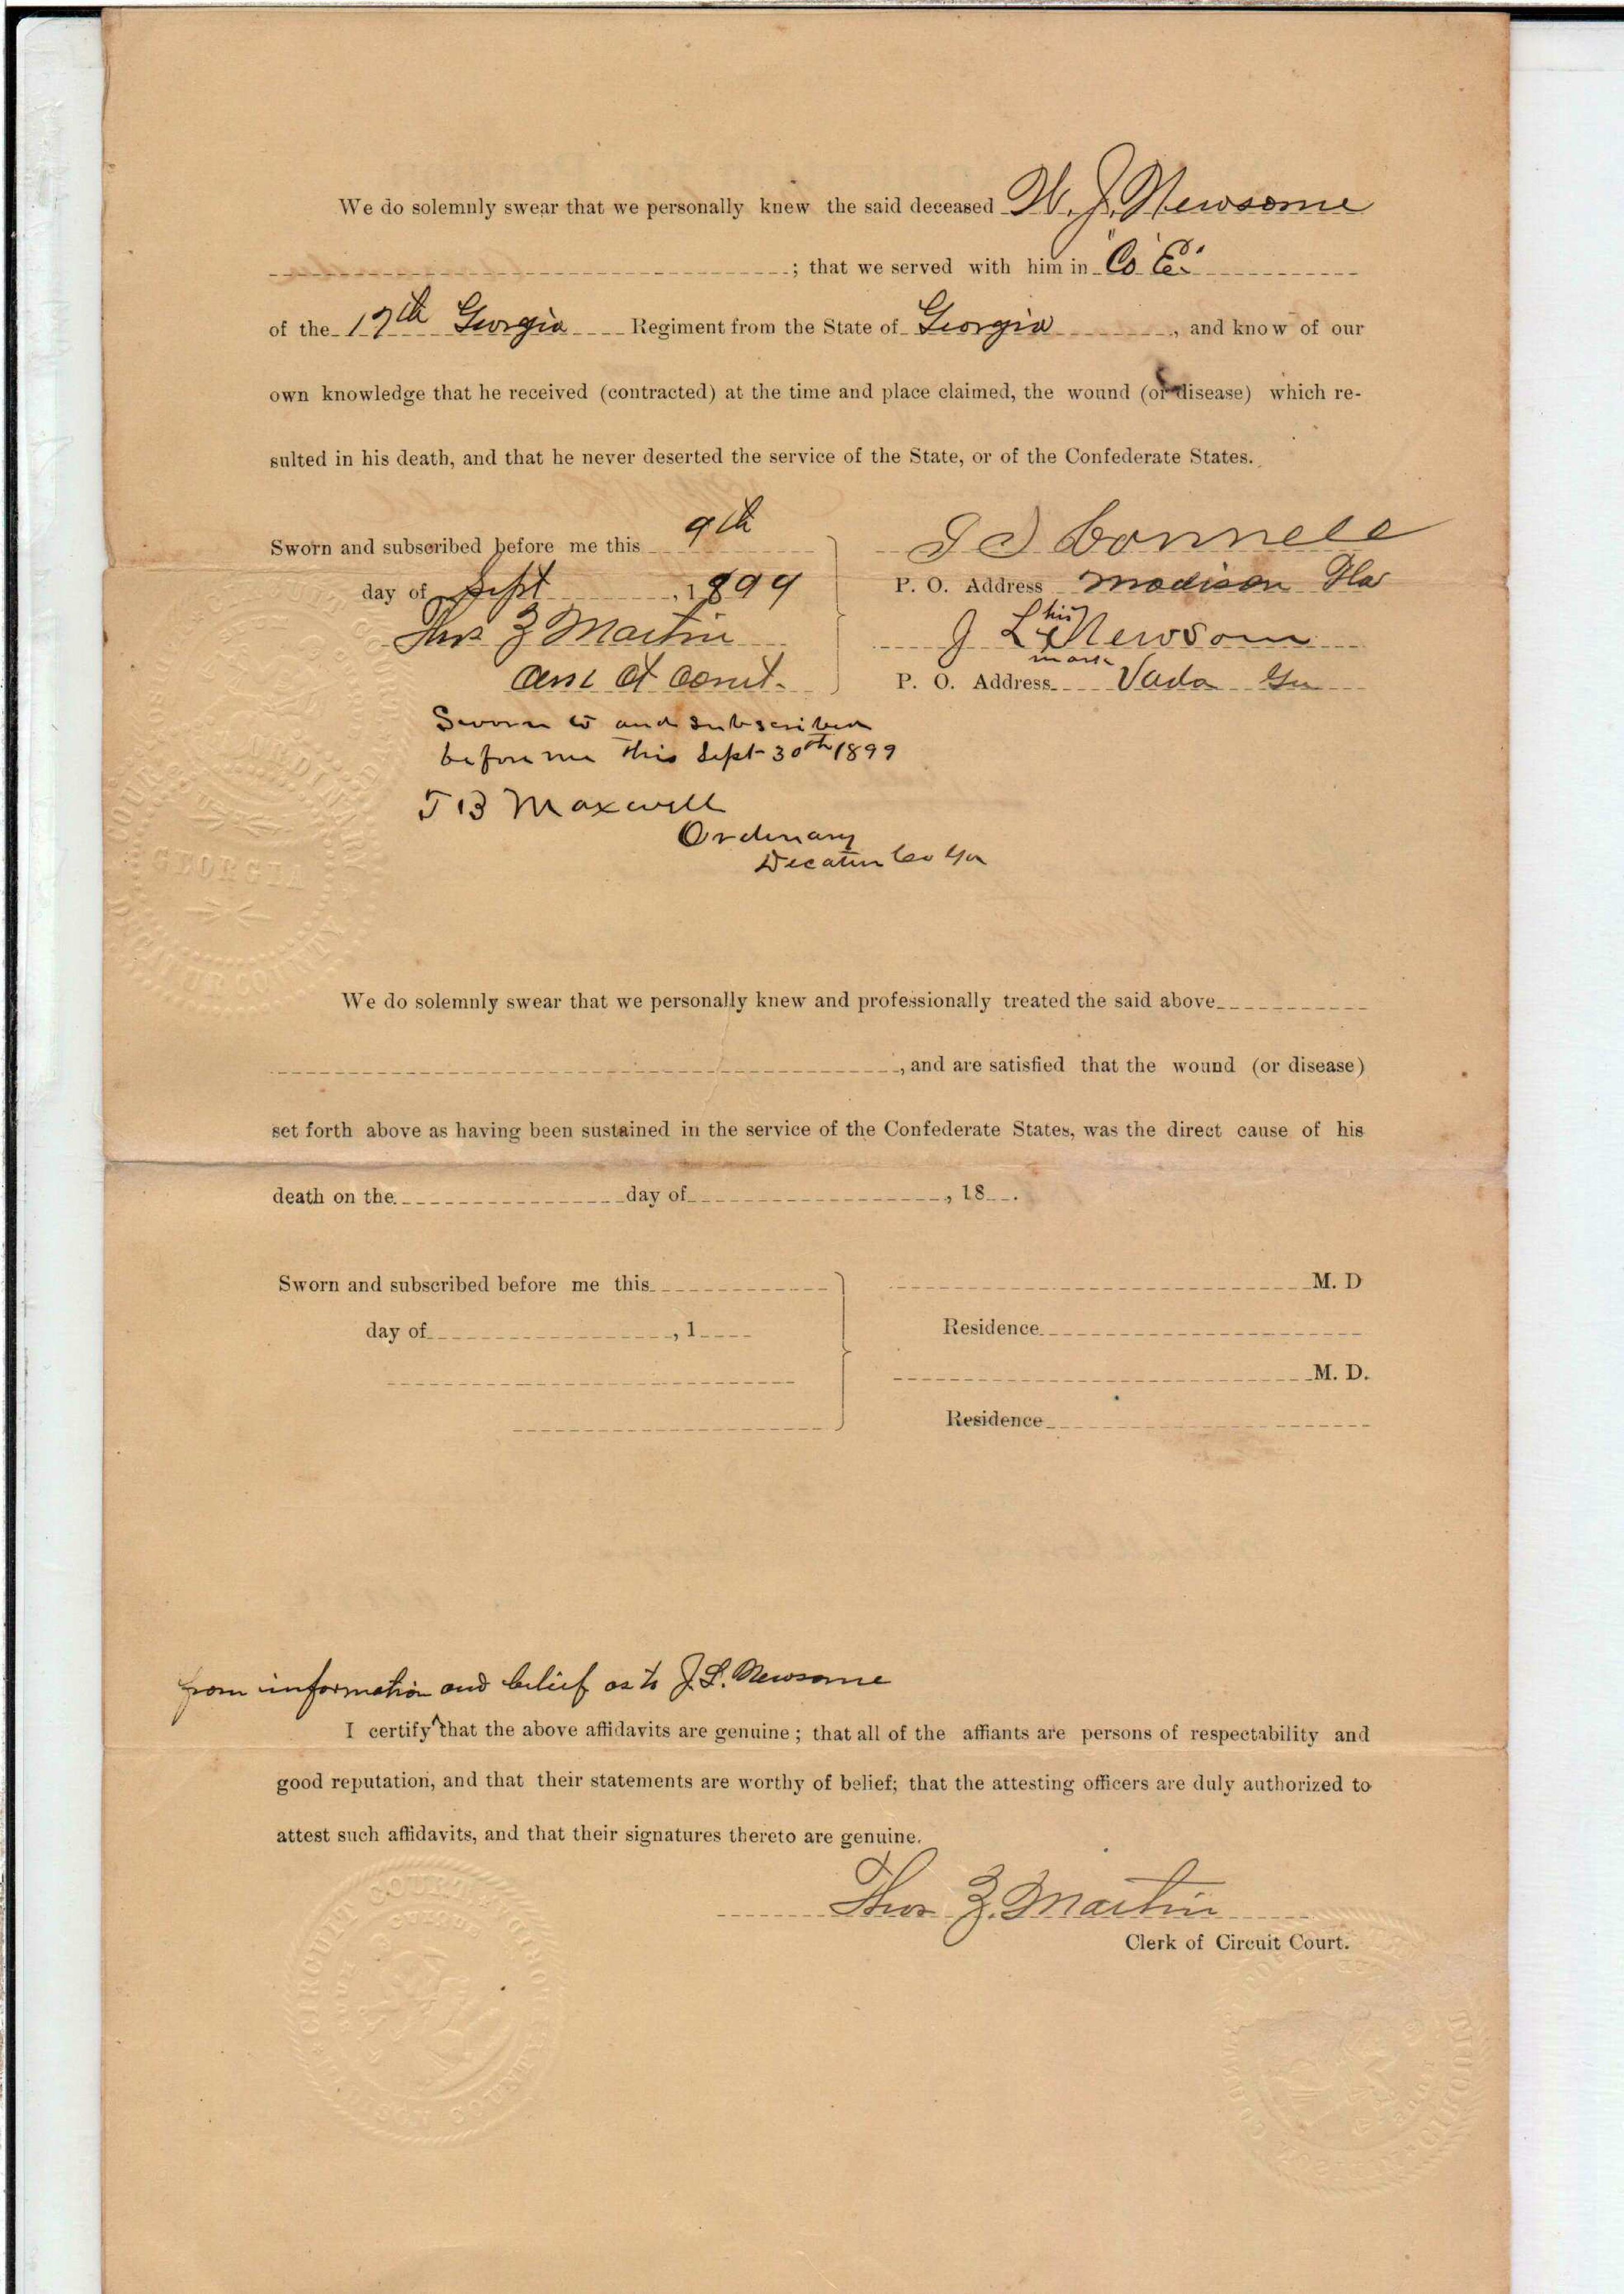 We do solemnly swear that we personally knew the said deceased W. J. Newsome
; that we served with him in "Co E"
of the 17th Georgia Regiment from the State of Georgia, and know of our
own knowledge that he received (contracted) at the time and place claimed, the wound (or disease) which re-
sulted in his death, and that he never deserted the service of the State, or of the Confederate States.
Sworn and subscribed before me this 9th
day of Sept, 1899
Thos Z Martin
Clerk Ct Court.
Connell
P. O. Address Madison Fla
J L his x mark Newsom
P. O. Address Vada Ga
Sworn to and subscribed
before me this Sept 30th 1899
T B Maxwell
Ordinary
Decatur Co Ga
GEORGIA
DECATUR COUNTY
We do solemnly swear that we personally knew and professionally treated the said above
, and are satisfied that the wound (or disease)
set forth above as having been sustained in the service of the Confederate States, was the direct cause of his
death on the day of , 18 .
Sworn and subscribed before me this
day of , 1
M. D
Residence
M. D.
Residence
from information and belief as to J. L. Newsome
I certify ^ that the above affidavits are genuine; that all of the affiants are persons of respectability and
good reputation, and that their statements are worthy of belief; that the attesting officers are duly authorized to
attest such affidavits, and that their signatures thereto are genuine.
Thos Z. Martin
Clerk of Circuit Court.
CIRCUIT COURT
MADISON COUNTY